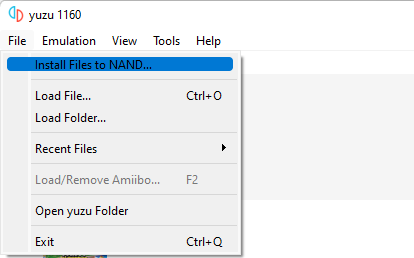 yuzu 1160
File Emulation View Tools Help
Install Files to NAND...
Load File... Ctrl+O
Load Folder...
Recent Files
Load/Remove Amiibo... F2
Open yuzu Folder
Exit Ctrl+Q